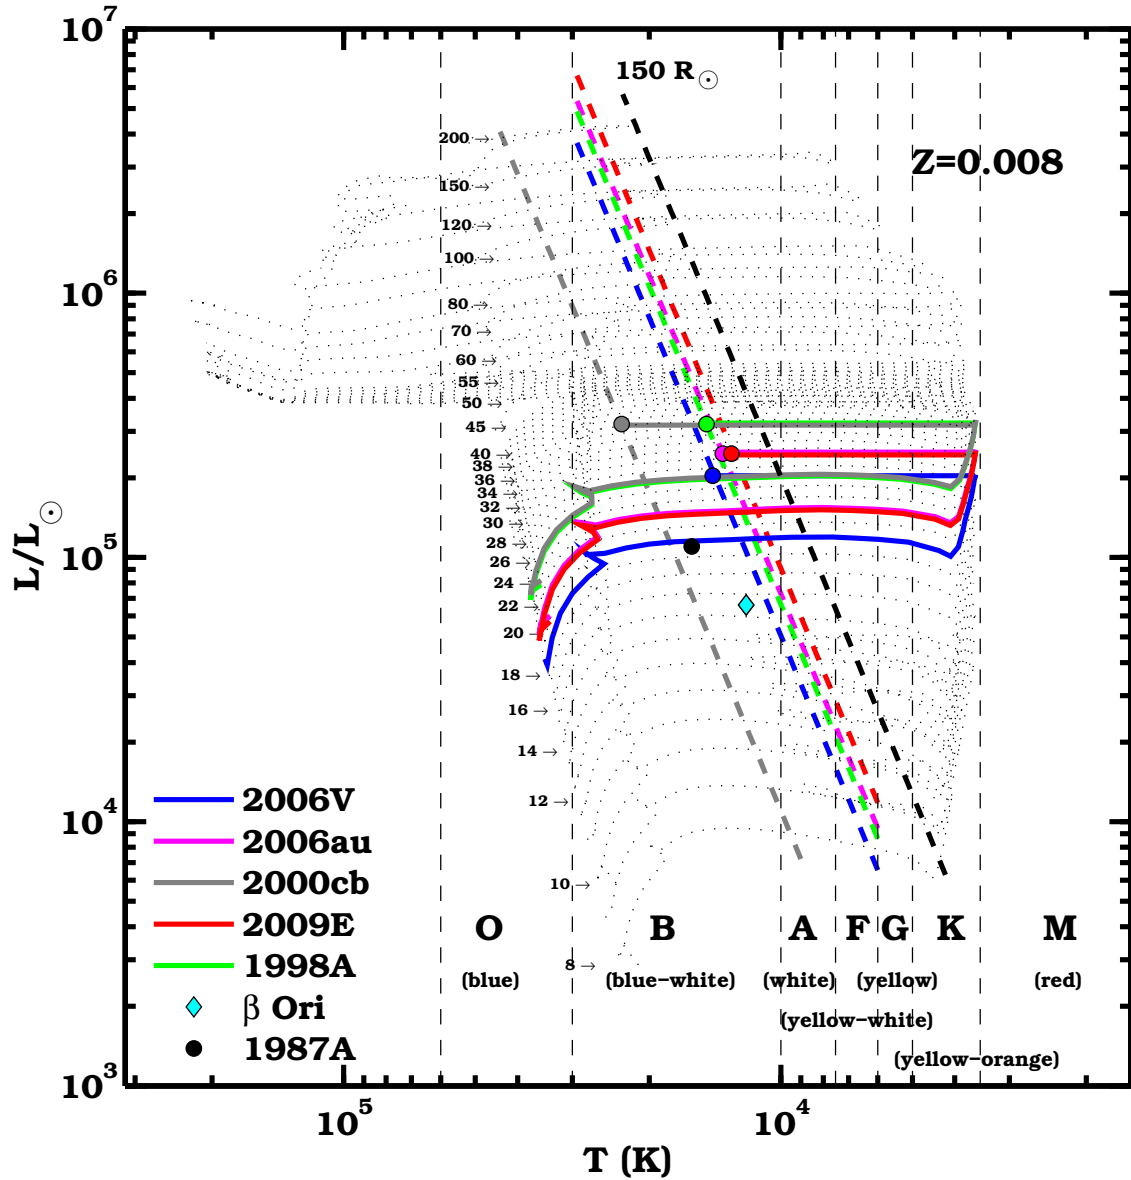 10⁷
150 R☉
200→
Z=0.008
150→
120→
100→
10⁶
80→
70→
60→
55→
50→
45→
40→
38→
36→
34→
32→
30→
L/L☉
28→
10⁵
26→
24→
22→
20→
18→
16→
14→
12→
2006V
10⁴
2006au
2000cb
10→
2009E
O B A F G K M
1998A
8→
(blue) (blue-white) (white) (yellow) (red)
β Ori
(yellow-white)
1987A
(yellow-orange)
10³
10⁵ 10⁴
T (K)